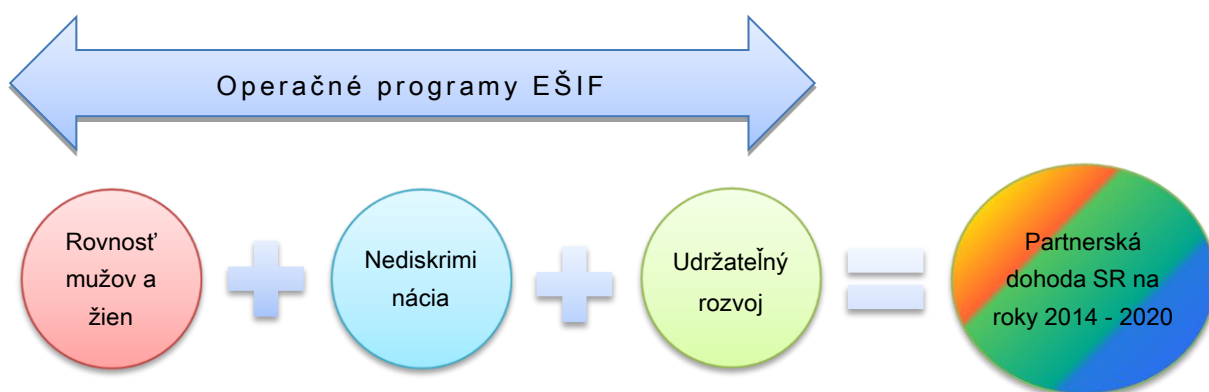 Operačné programy EŠIF
Rovnosť
mužov a
žien
Nediskrimi
nácia
Udržateľný
rozvoj
Partnerská
dohoda SR na
roky 2014 - 2020